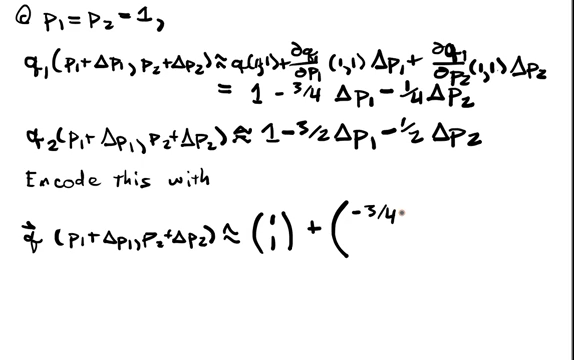 @ P₁ = P₂ = 1,
q₁(P₁+ΔP₁, P₂+ΔP₂) ≈ q(1,1) + ∂q₁/∂P₁ (1,1) ΔP₁ + ∂q₁/∂P₂ (1,1) ΔP₂
= 1 - 3/4 ΔP₁ - 1/4 ΔP₂
q₂(P₁+ΔP₁, P₂+ΔP₂) ≈ 1 - 3/2 ΔP₁ - 1/2 ΔP₂
Encode this with
q⃗ (P₁+ΔP₁, P₂+ΔP₂) ≈ (1 1) + ( -3/4